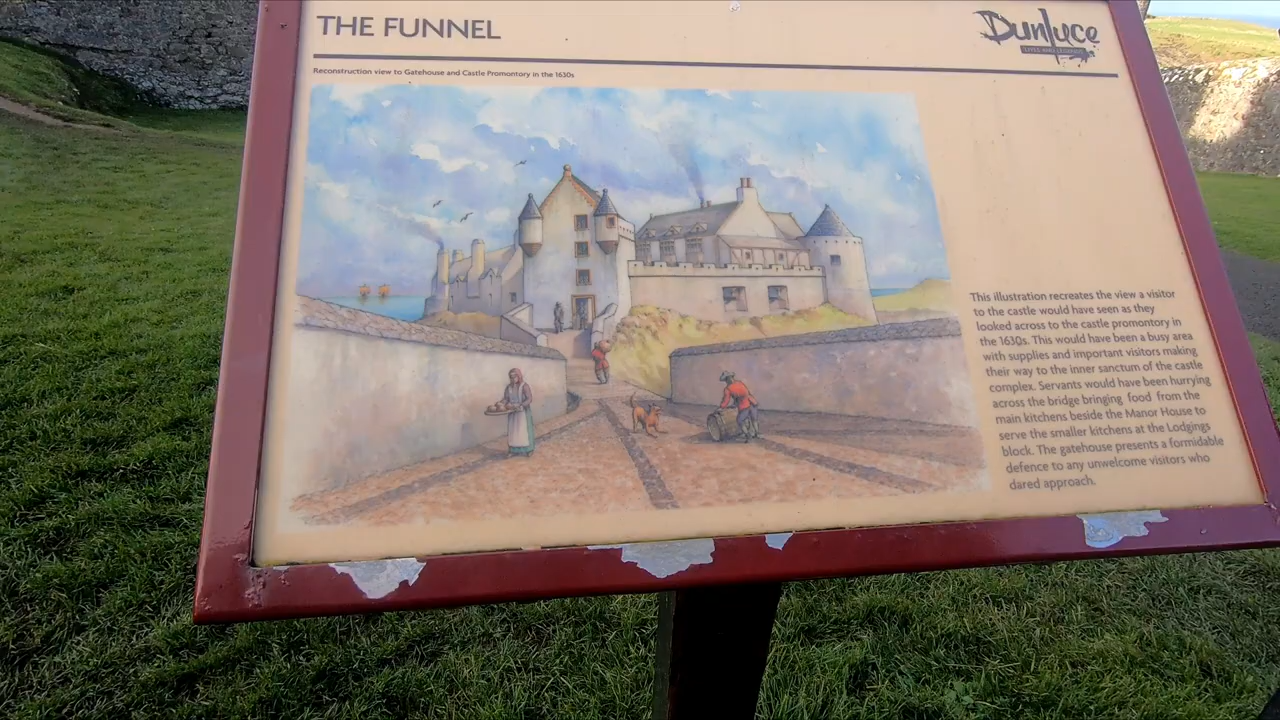 THE FUNNEL
Dunluce
LIVES AND LEGENDS
Reconstruction view to Gatehouse and Castle Promontory in the 1630s
This illustration recreates the view a visitor
to the castle would have seen as they
looked across to the castle promontory in
the 1630s. This would have been a busy area
with supplies and important visitors making
their way to the inner sanctum of the castle
complex. Servants would have been hurrying
across the bridge bringing food from the
main kitchens beside the Manor House to
serve the smaller kitchens at the Lodgings
block. The gatehouse presents a formidable
defence to any unwelcome visitors who
dared approach.